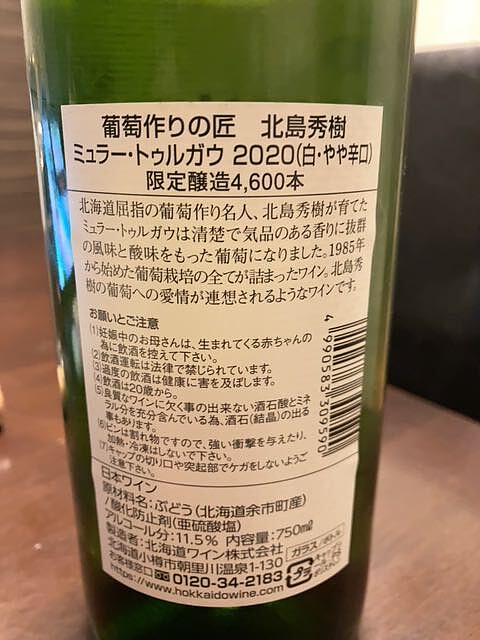 葡萄作りの匠 北島秀樹
ミュラー・トゥルガウ 2020(白・やや辛口)
限定醸造4,600本
北海道屈指の葡萄作り名人、北島秀樹が育てた
ミュラー・トゥルガウは清楚で気品のある香りに抜群
の風味と酸味をもった葡萄になりました。1985年
から始めた葡萄栽培の全てが詰まったワイン。北島秀
樹の葡萄への愛情が連想されるようなワインです。
お願いとご注意
(1)妊娠中のお母さんは、生まれてくる赤ちゃんの
為に飲酒を控えて下さい。
(2)飲酒運転は法律で禁じられています。
(3)過度の飲酒は健康に害を及ぼします。
(4)飲酒は20歳から。
(5)良質なワインに欠く事の出来ない酒石酸とミネ
ラル分を充分含んでいる為、酒石(結晶)の出る
事もあります。
(6)ビンは割れ物ですので、強い衝撃を与えたり、
加熱・冷凍はしないで下さい。
(7)キャップの切り口や突起部でケガをしないようご
注意下さい。
4990583309590
日本ワイン
原材料名:ぶどう(北海道余市町産)
酸化防止剤(亜硫酸塩)
アルコール分:11.5% 内容量:750㎖
製造者:北海道ワイン株式会社
北海道小樽市朝里川温泉1-130
お客様窓口 0120-34-2183
https://www.hokkaidowine.com
ガラス:ボトル
プラ